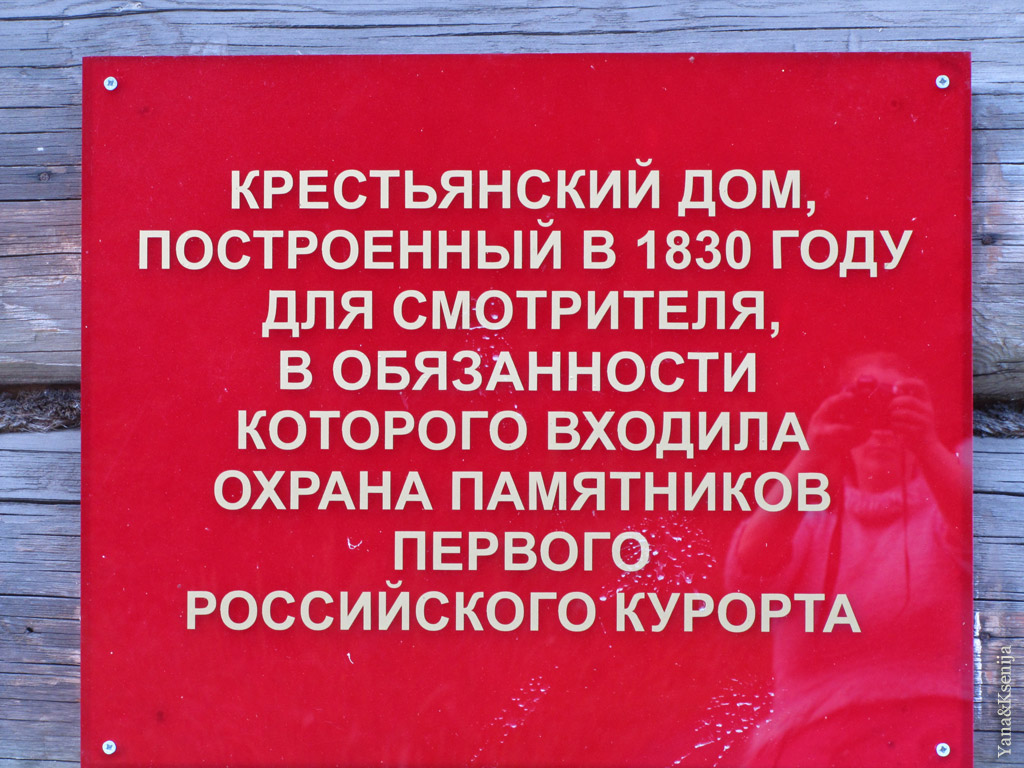 КРЕСТЬЯНСКИЙ ДОМ,
ПОСТРОЕННЫЙ В 1830 ГОДУ
ДЛЯ СМОТРИТЕЛЯ,
В ОБЯЗАННОСТИ
КОТОРОГО ВХОДИЛА
ОХРАНА ПАМЯТНИКОВ
ПЕРВОГО
РОССИЙСКОГО КУРОРТА
Yana&Ksenija